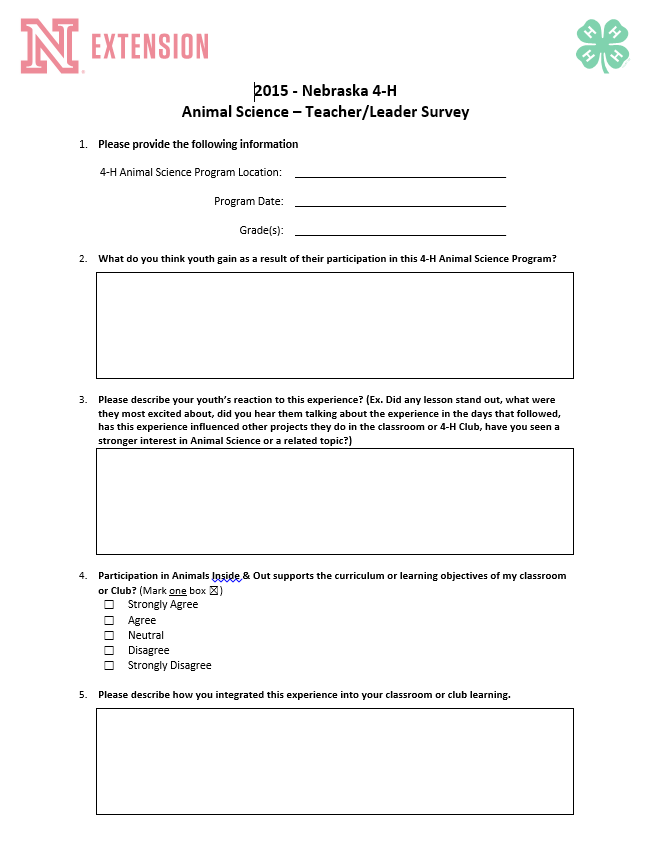 N EXTENSION
H H H H
2015 - Nebraska 4-H
Animal Science – Teacher/Leader Survey
1. Please provide the following information
4-H Animal Science Program Location:
Program Date:
Grade(s):
2. What do you think youth gain as a result of their participation in this 4-H Animal Science Program?
3. Please describe your youth’s reaction to this experience? (Ex. Did any lesson stand out, what were
they most excited about, did you hear them talking about the experience in the days that followed,
has this experience influenced other projects they do in the classroom or 4-H Club, have you seen a
stronger interest in Animal Science or a related topic?)
4. Participation in Animals Inside & Out supports the curriculum or learning objectives of my classroom
or Club? (Mark one box ☒)
☐ Strongly Agree
☐ Agree
☐ Neutral
☐ Disagree
☐ Strongly Disagree
5. Please describe how you integrated this experience into your classroom or club learning.